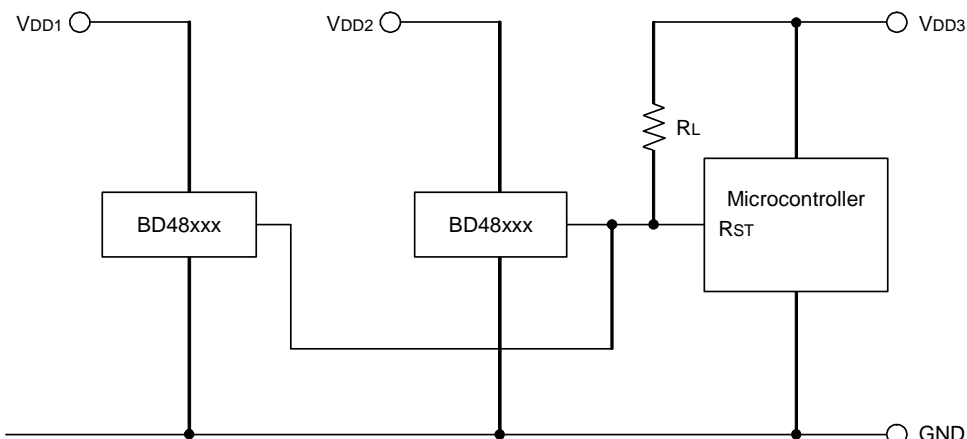 VDD1
VDD2
VDD3
RL
BD48xxx
BD48xxx
Microcontroller
RST
GND